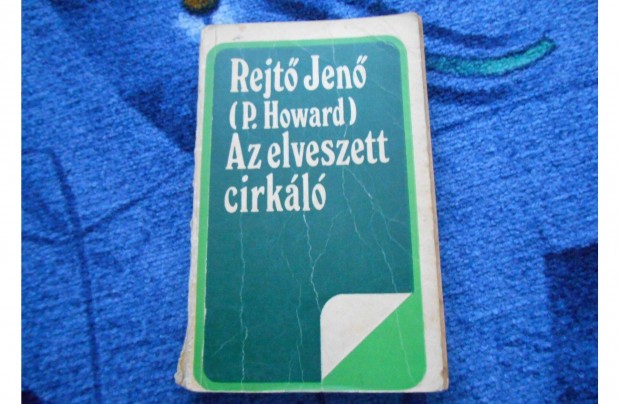 Rejtő Jenő
(P. Howard)
Az elveszett
cirkáló